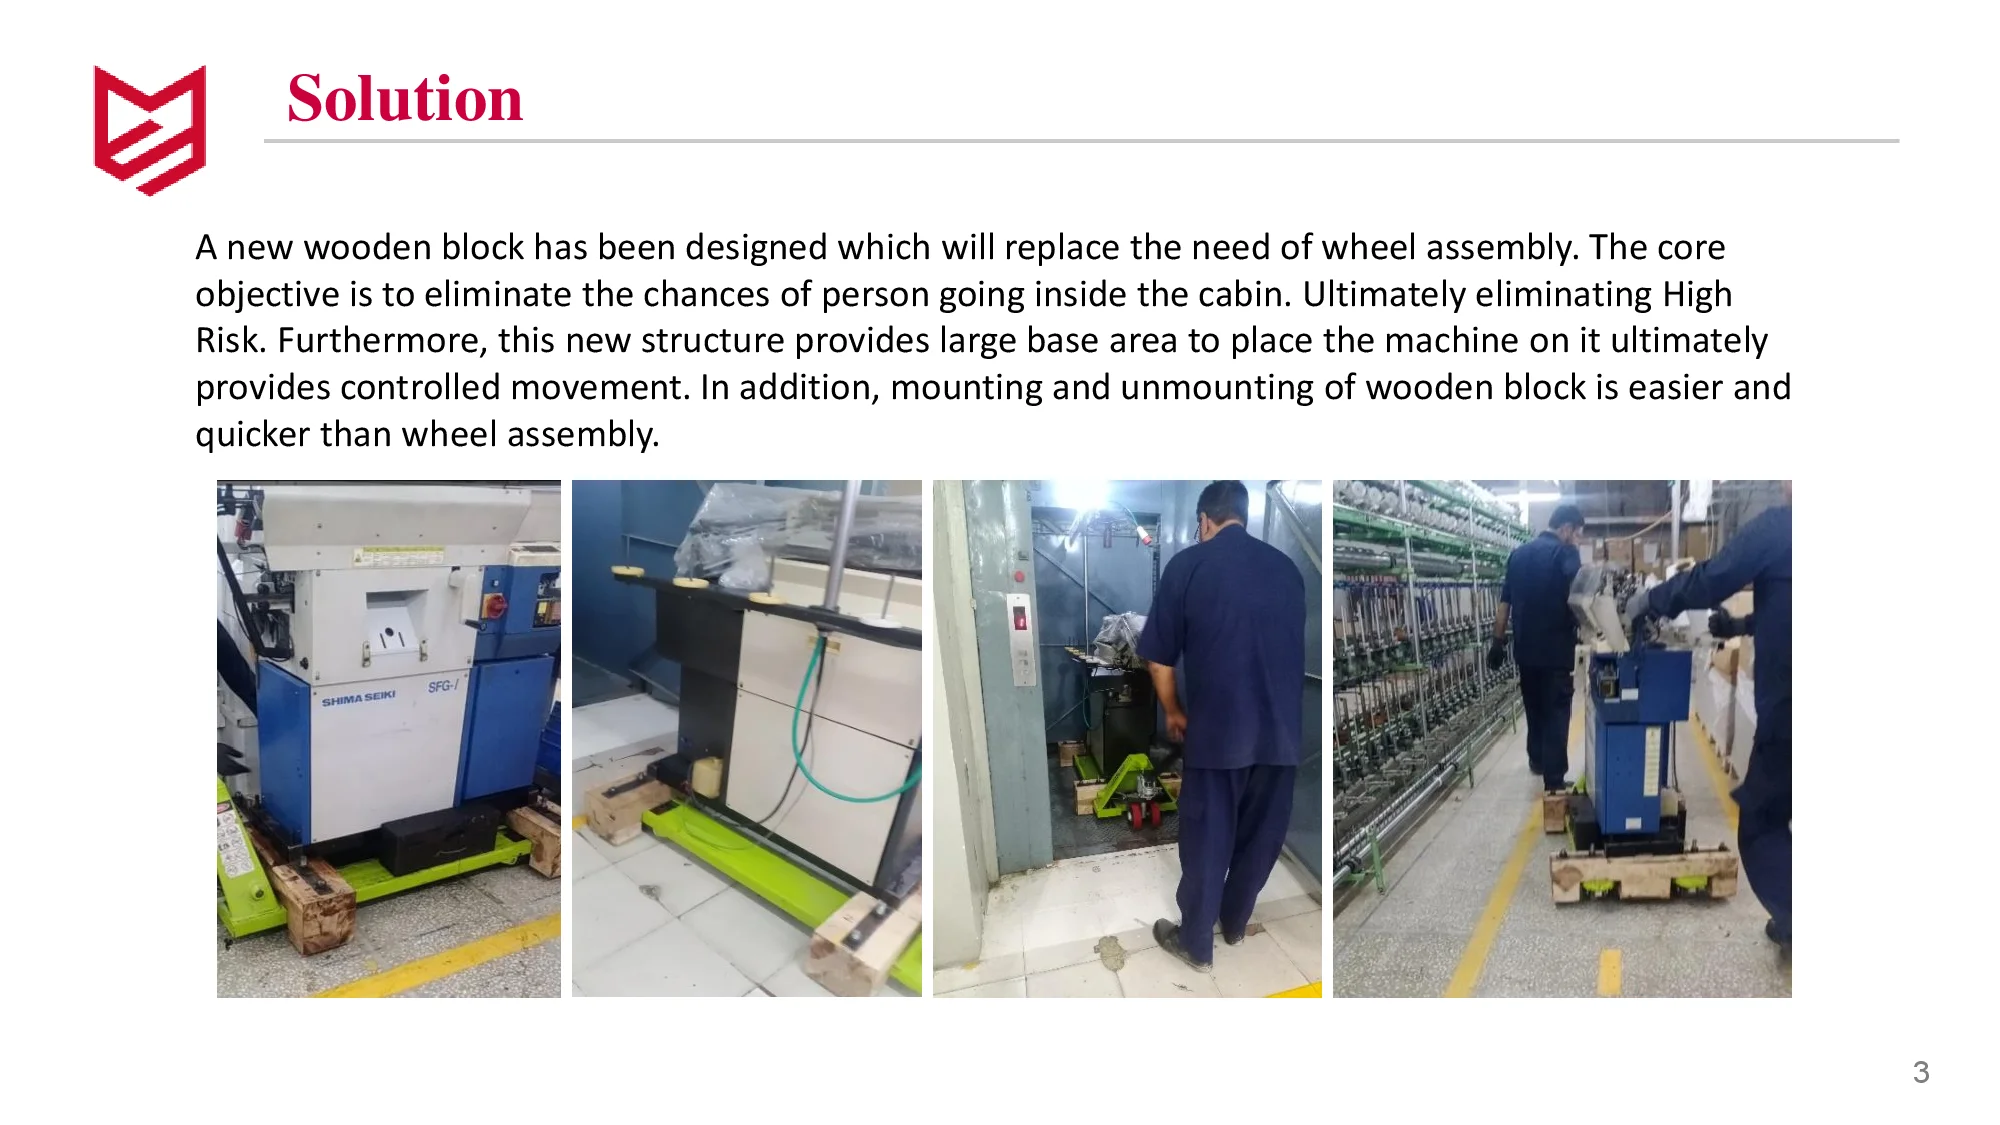 Solution
A new wooden block has been designed which will replace the need of wheel assembly. The core
objective is to eliminate the chances of person going inside the cabin. Ultimately eliminating High
Risk. Furthermore, this new structure provides large base area to place the machine on it ultimately
provides controlled movement. In addition, mounting and unmounting of wooden block is easier and
quicker than wheel assembly.
SHIMA SEIKI
SFG-I
3